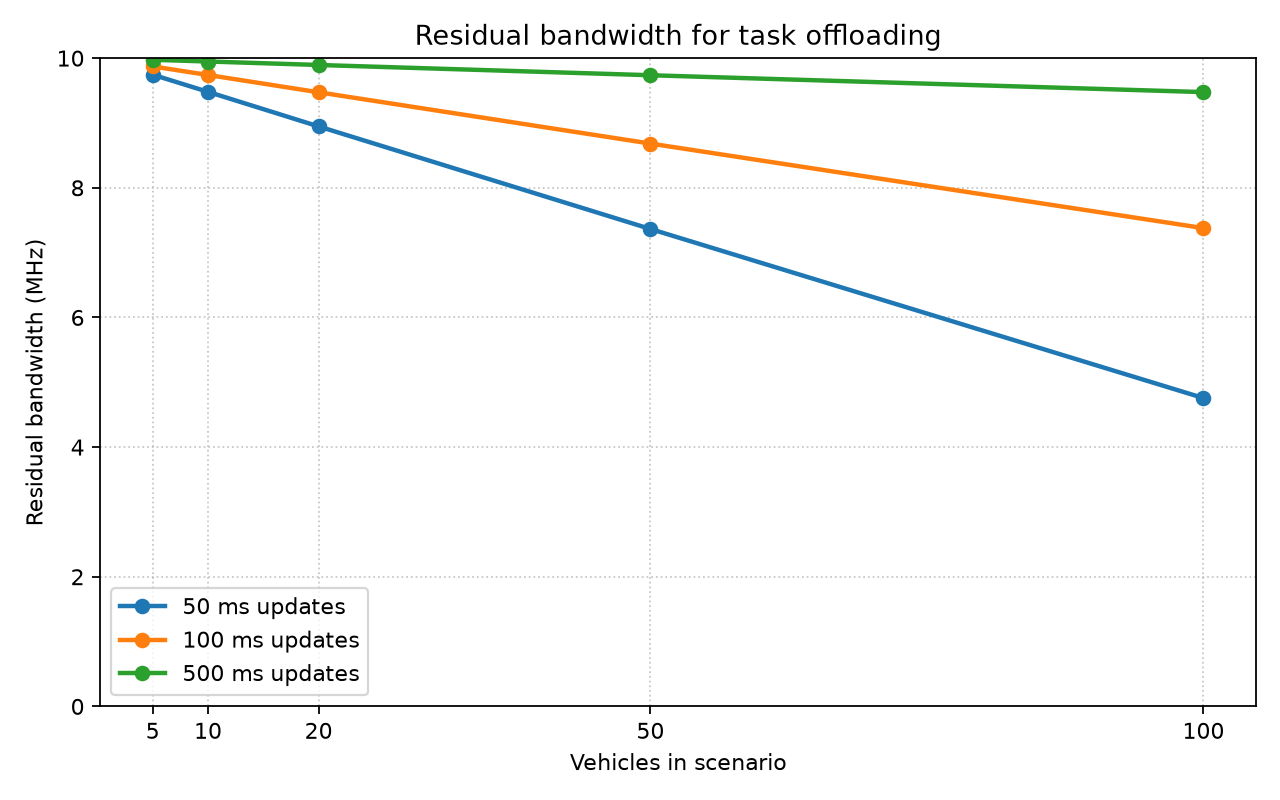 Residual bandwidth for task offloading
Residual bandwidth (MHz)
10
8
6
4
2
0
50 ms updates
100 ms updates
500 ms updates
5 10 20 50 100
Vehicles in scenario